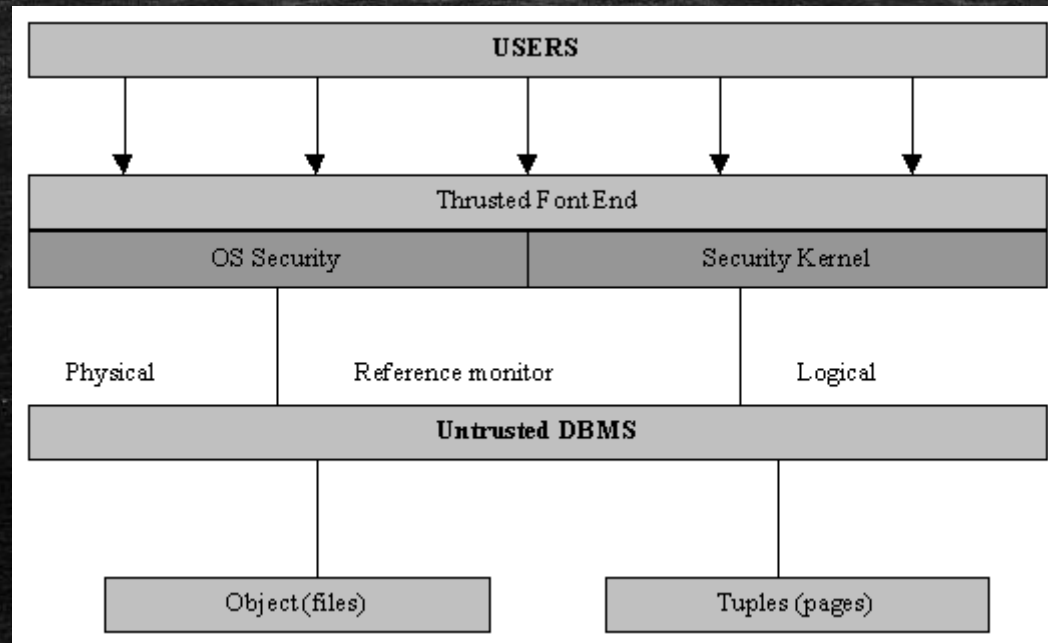 USERS
Thrusted Font End
OS Security
Security Kernel
Physical
Reference monitor
Logical
Untrusted DBMS
Object (files)
Tuples (pages)